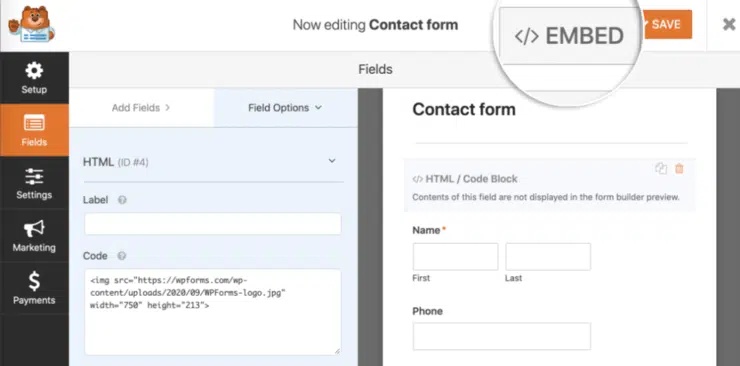 Now editing Contact form
</> EMBED
SAVE
Setup
Fields
Settings
Marketing
Payments
Fields
Add Fields
Field Options
HTML (ID #4)
Label
Code
<img src="https://wpforms.com/wp-
content/uploads/2020/09/WPForms-logo.jpg"
width="750" height="213">
Contact form
</> HTML / Code Block
Contents of this field are not displayed in the form builder preview.
Name *
First
Last
Phone